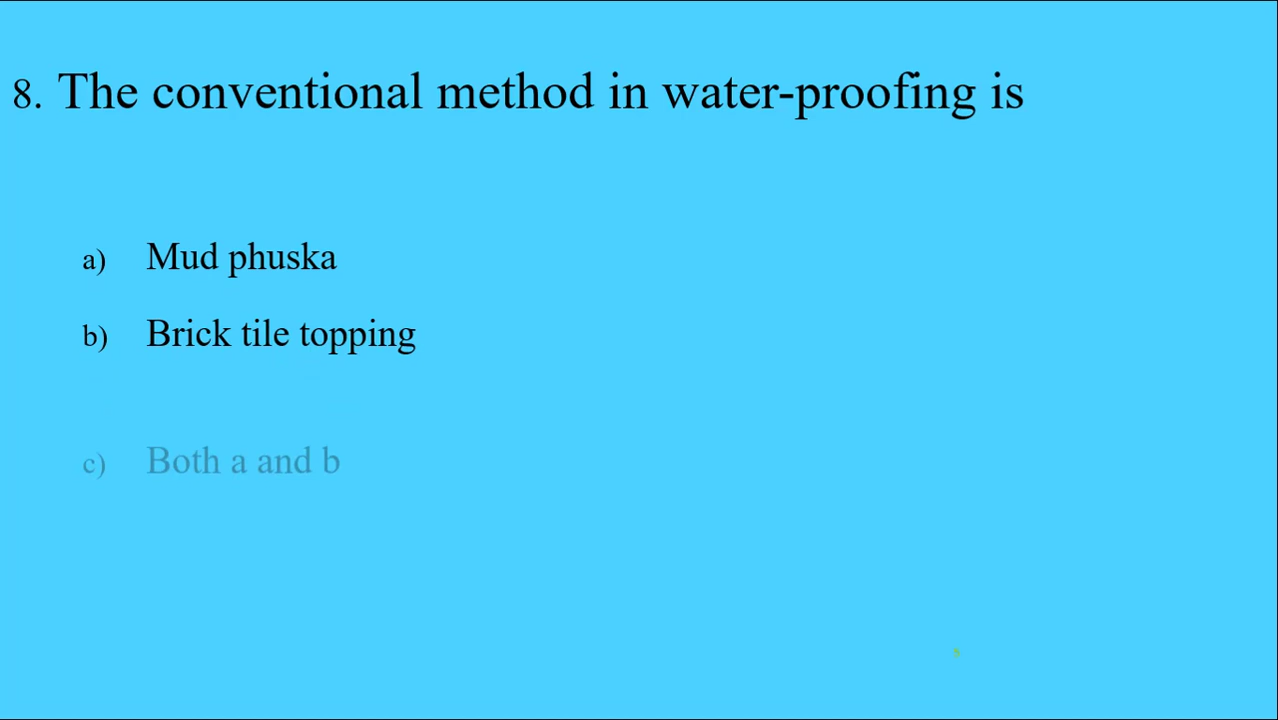 8. The conventional method in water-proofing is
a) Mud phuska
b) Brick tile topping
c) Both a and b